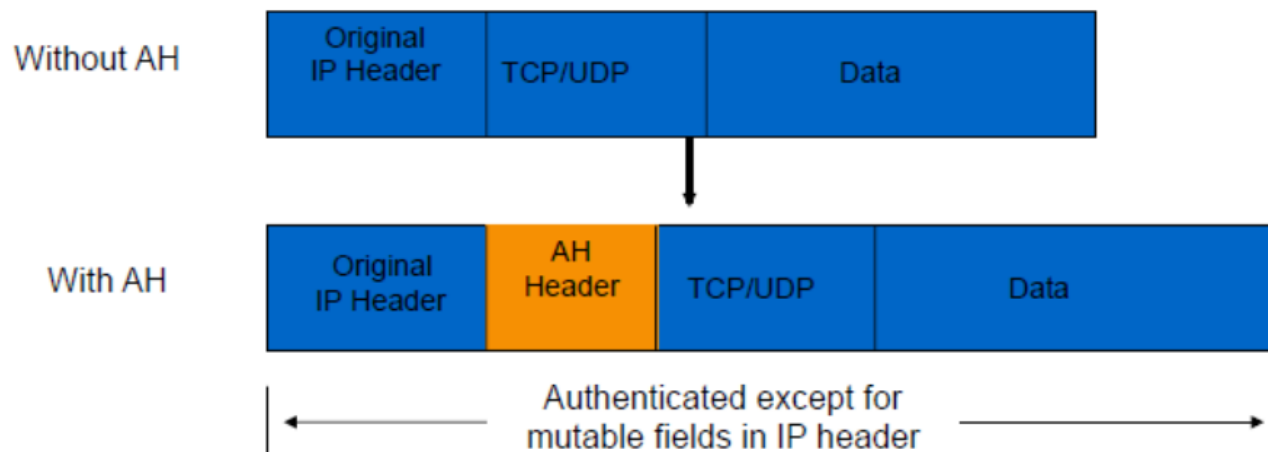 Without AH
Original
IP Header
TCP/UDP
Data
With AH
Original
IP Header
AH
Header
TCP/UDP
Data
Authenticated except for
mutable fields in IP header